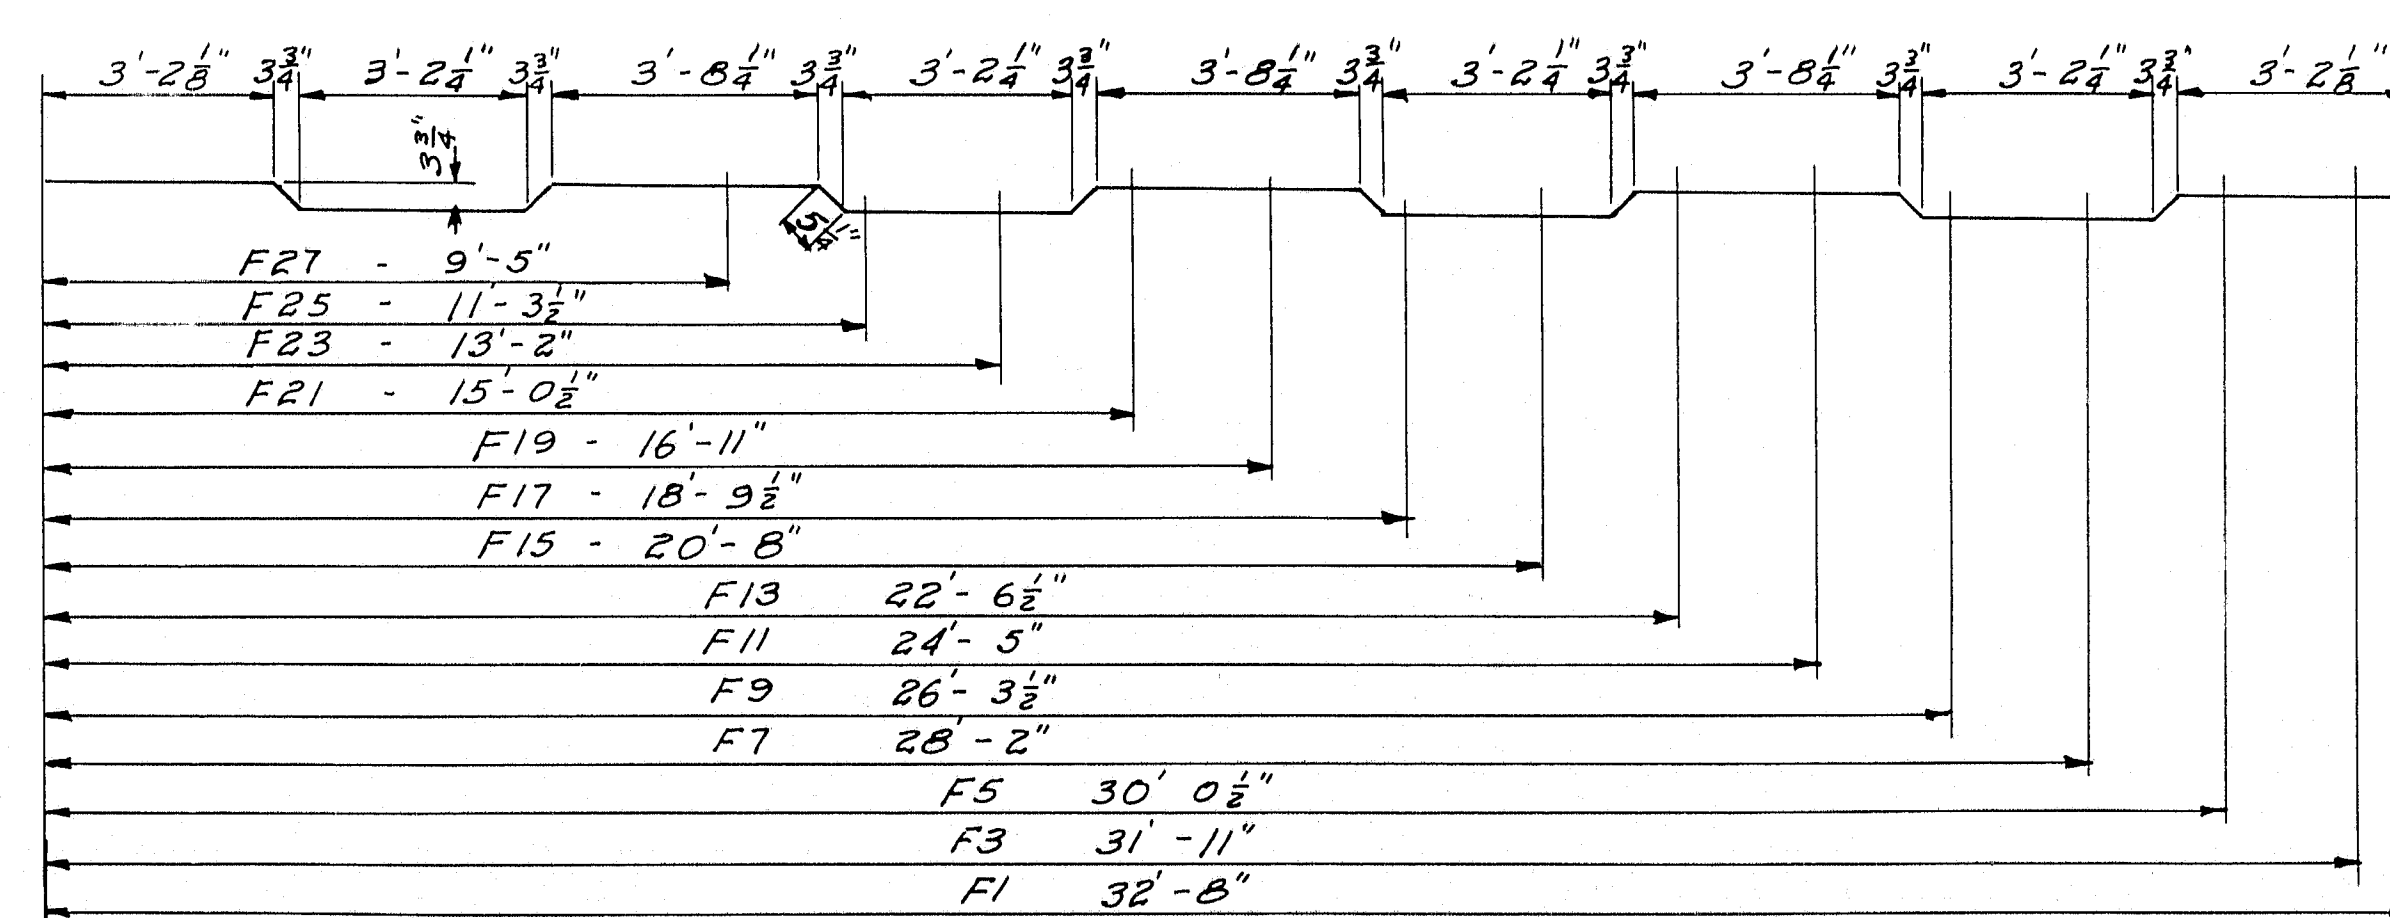 3'-2 1/8" 3 3/4" 3'-2 1/4" 3 3/4" 3'-8 1/4" 3 3/4" 3'-2 1/4" 3 3/4" 3'-8 1/4" 3 3/4" 3'-2 1/4" 3 3/4" 3'-8 1/4" 3 3/4" 3'-2 1/4" 3 3/4" 3'-2 1/8"
3 3/4"
5 1/4"
F27 - 9'-5"
F25 - 11'-3 1/2"
F23 - 13'-2"
F21 - 15'-0 1/2"
F19 - 16'-11"
F17 - 18'-9 1/2"
F15 - 20'-8"
F13 22'-6 1/2"
F11 24'-5"
F9 26'-3 1/2"
F7 28'-2"
F5 30' 0 1/2"
F3 31'-11"
F1 32'-8"